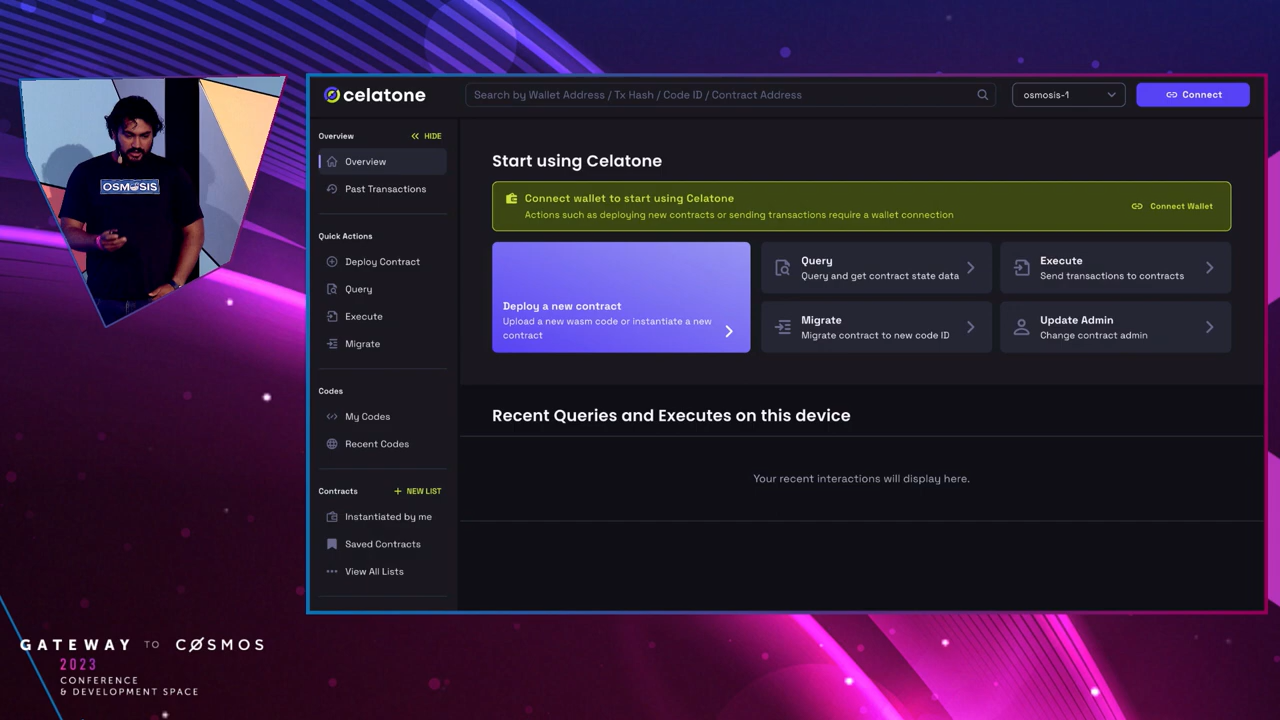 OSMOSIS
celatone
Search by Wallet Address / Tx Hash / Code ID / Contract Address
osmosis-1
Connect
Overview
HIDE
Overview
Past Transactions
Quick Actions
Deploy Contract
Query
Execute
Migrate
Codes
My Codes
Recent Codes
Contracts
NEW LIST
Instantiated by me
Saved Contracts
View All Lists
Start using Celatone
Connect wallet to start using Celatone
Actions such as deploying new contracts or sending transactions require a wallet connection
Connect Wallet
Deploy a new contract
Upload a new wasm code or instantiate a new
contract
Query
Query and get contract state data
Execute
Send transactions to contracts
Migrate
Migrate contract to new code ID
Update Admin
Change contract admin
Recent Queries and Executes on this device
Your recent interactions will display here.
GATEWAY TO COSMOS
2023
CONFERENCE
& DEVELOPMENT SPACE